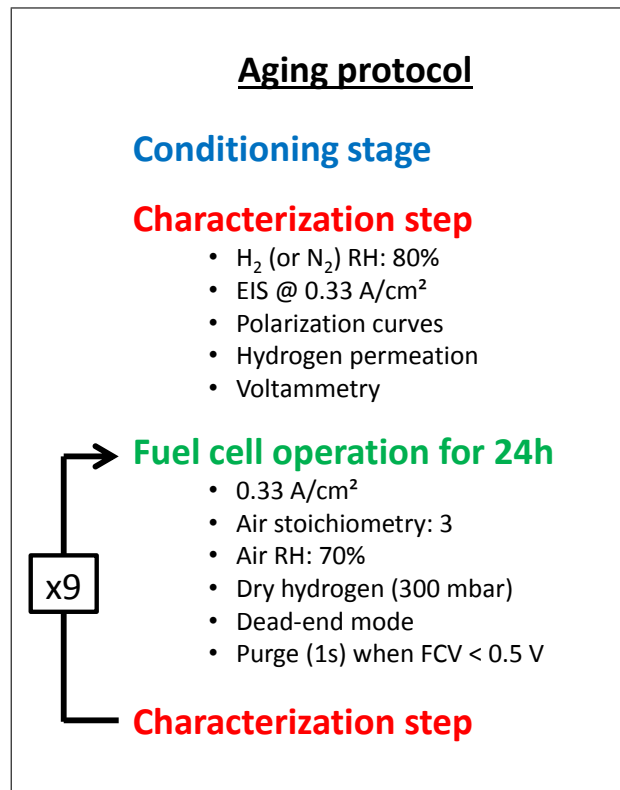 Aging protocol
Conditioning stage
Characterization step
• H₂ (or N₂) RH: 80%
• EIS @ 0.33 A/cm²
• Polarization curves
• Hydrogen permeation
• Voltammetry
Fuel cell operation for 24h
• 0.33 A/cm²
• Air stoichiometry: 3
• Air RH: 70%
• Dry hydrogen (300 mbar)
• Dead-end mode
• Purge (1s) when FCV < 0.5 V
x9
Characterization step